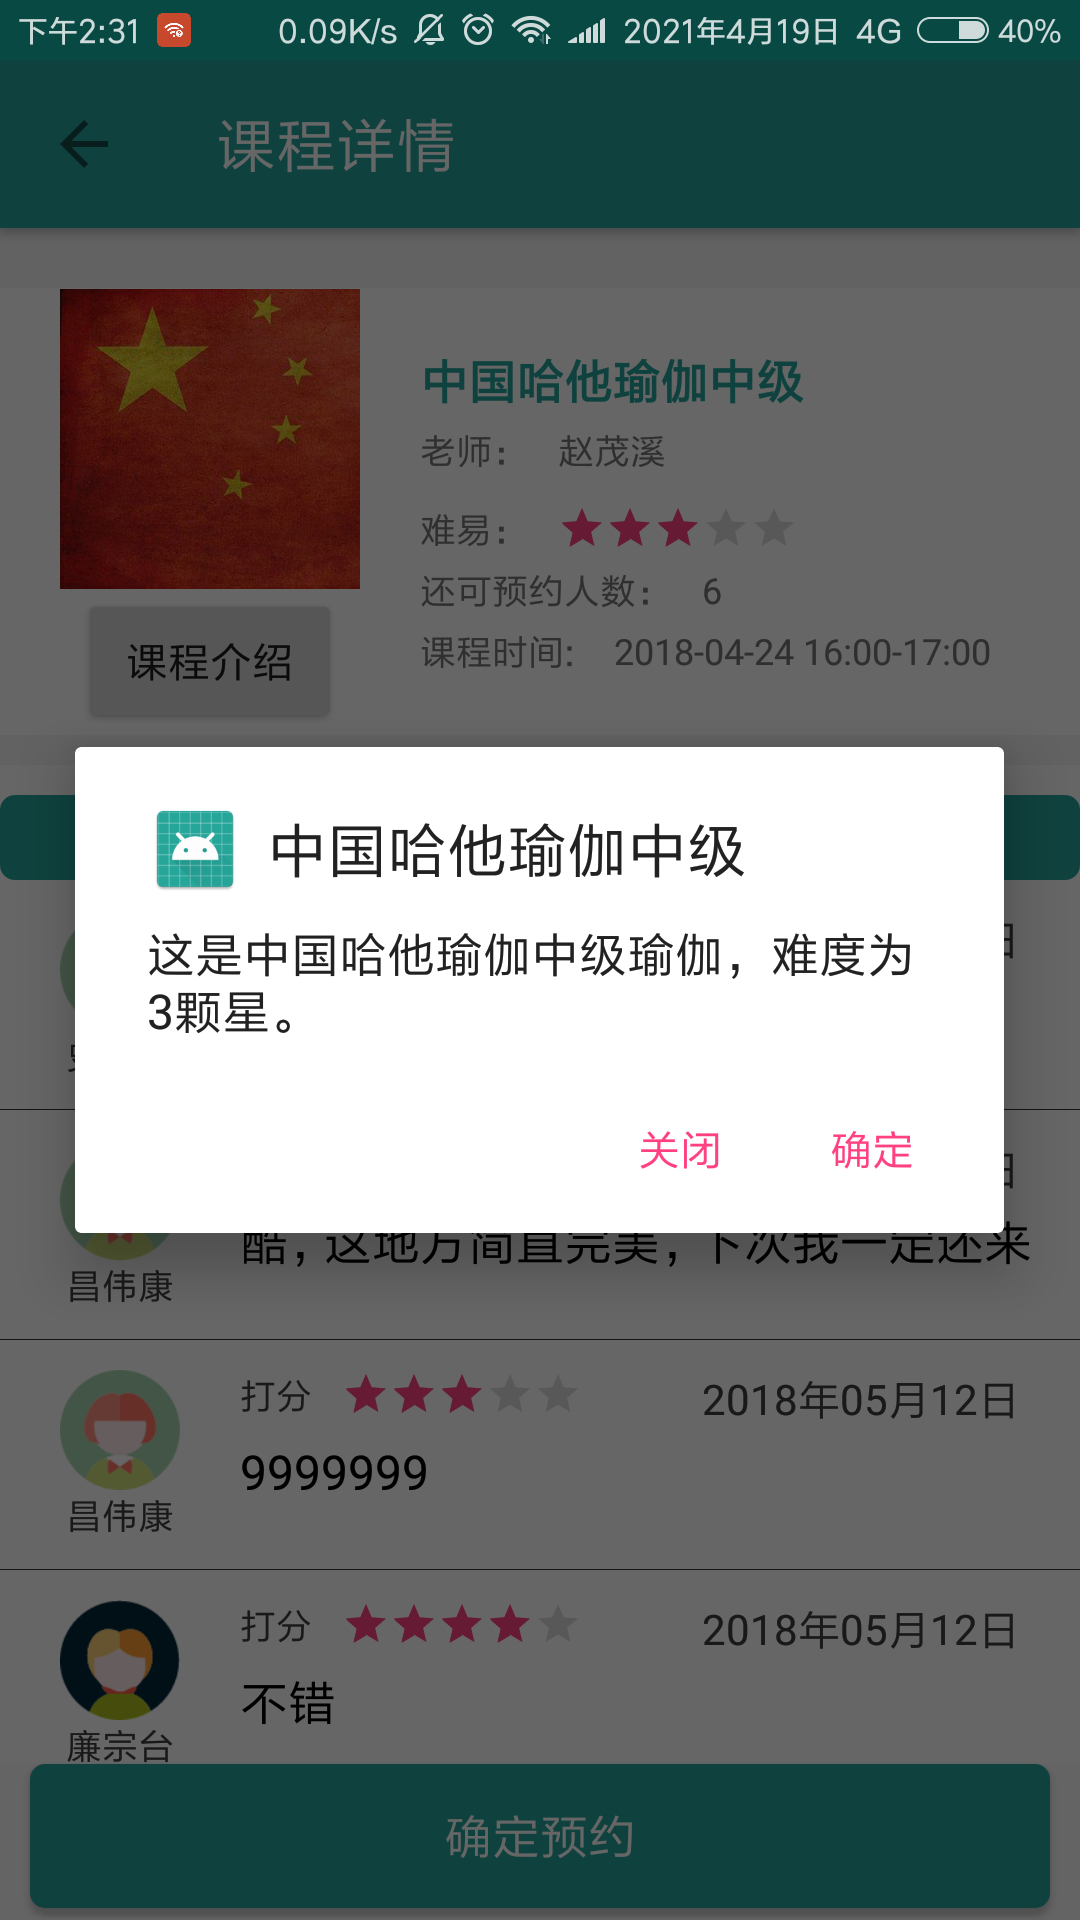 下午2:31 0.09K/s 2021年4月19日 4G 40%
课程详情
中国哈他瑜伽中级
老师： 赵茂溪
难易：
还可预约人数： 6
课程时间: 2018-04-24 16:00-17:00
课程介绍
中国哈他瑜伽中级
这是中国哈他瑜伽中级瑜伽，难度为
3颗星。
关闭 确定
酷，这地方简直完美，下次我一定还来
昌伟康
打分 2018年05月12日
9999999
昌伟康
打分 2018年05月12日
不错
廉宗台
确定预约